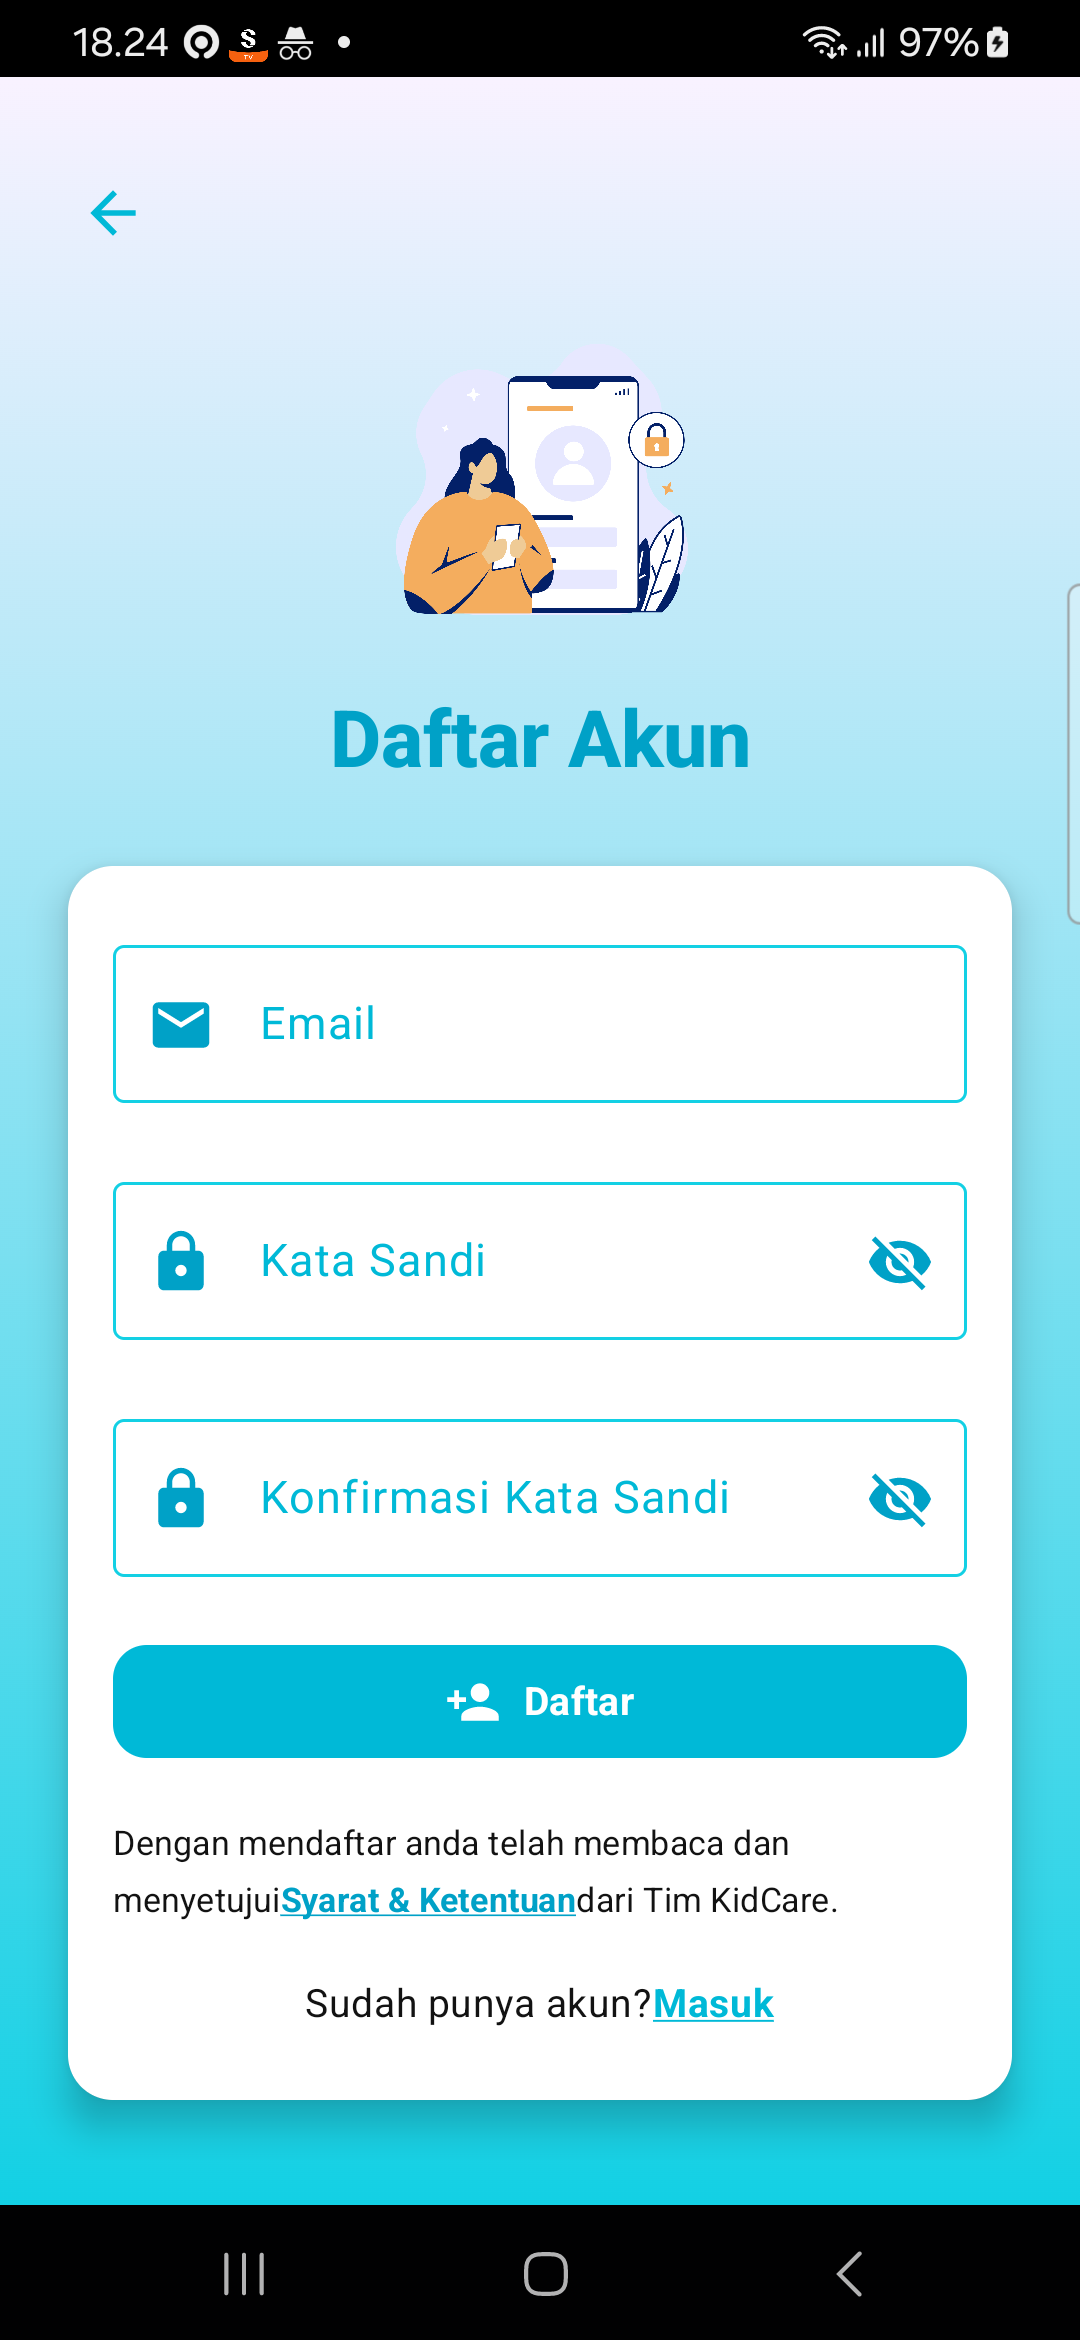 18.24
S
TV
97%
Daftar Akun
Email
Kata Sandi
Konfirmasi Kata Sandi
Daftar
Dengan mendaftar anda telah membaca dan
menyetujuiSyarat & Ketentuandari Tim KidCare.
Sudah punya akun?Masuk